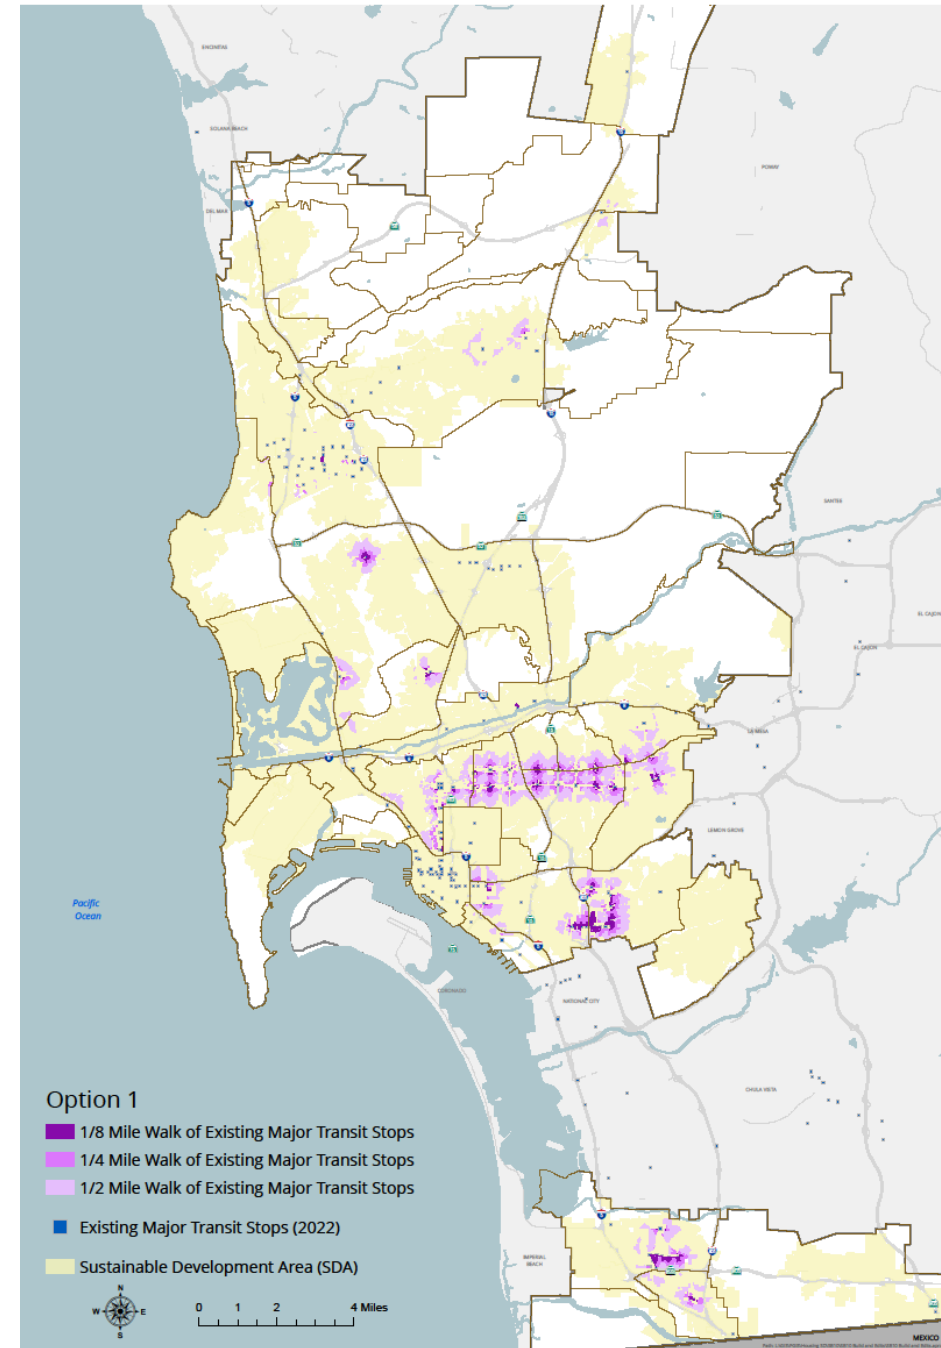 ENCINITAS
SOLANA BEACH
POWAY
DEL MAR
SANTEE
EL CAJON
EL CAJON
LA MESA
LEMON GROVE
Pacific
Ocean
CORONADO
NATIONAL CITY
CHULA VISTA
Option 1
1/8 Mile Walk of Existing Major Transit Stops
1/4 Mile Walk of Existing Major Transit Stops
1/2 Mile Walk of Existing Major Transit Stops
Existing Major Transit Stops (2022)
IMPERIAL
BEACH
Sustainable Development Area (SDA)
N
W E
S
0 1 2 4 Miles
MEXICO